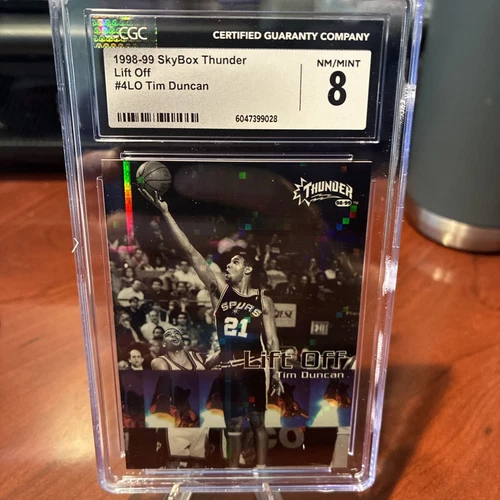 CGC
CERTIFIED GUARANTY COMPANY
1998-99 SkyBox Thunder
Lift Off
#4LO Tim Duncan
NM/MINT
8
6047399028
THUNDER
98-99
SPURS
21
Lift Off
Tim Duncan
CO